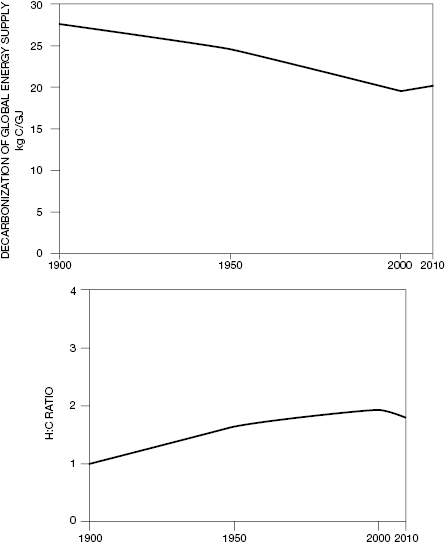 DECARBONIZATION OF GLOBAL ENERGY SUPPLY
kg C/GJ
30
25
20
15
10
5
0
1900 1950 2000 2010
H:C RATIO
4
3
2
1
0
1900 1950 2000 2010